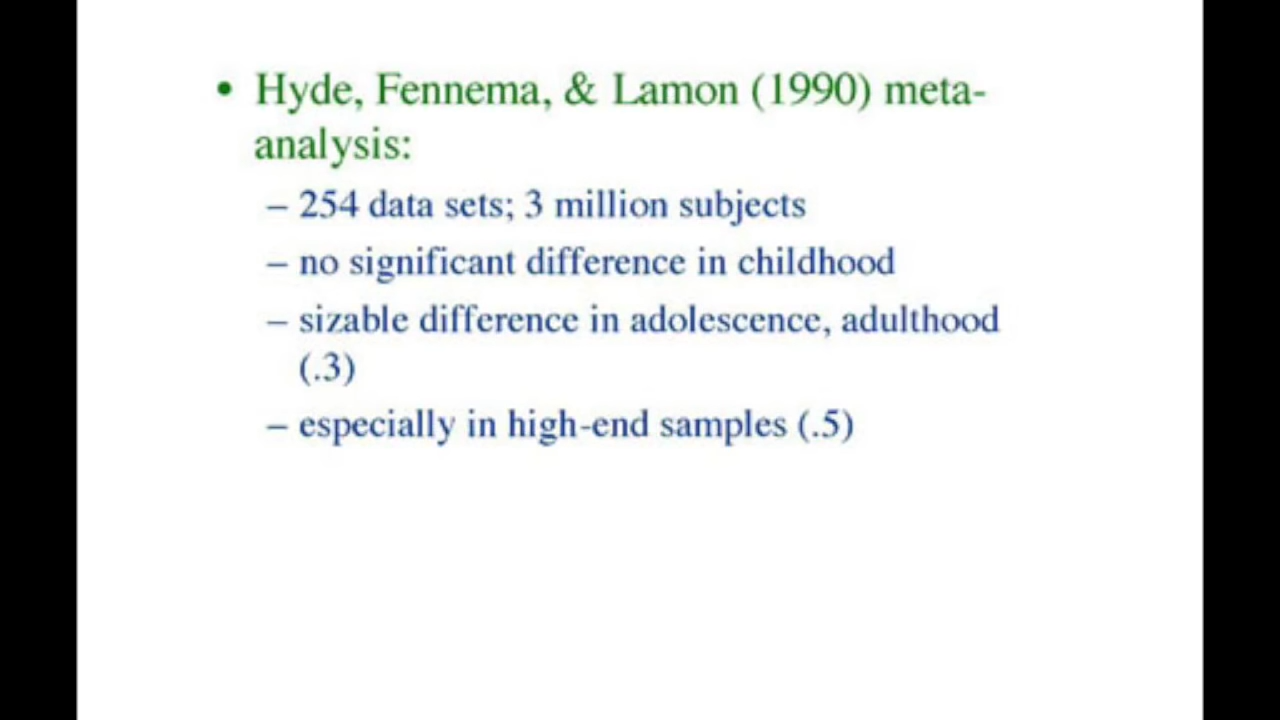 • Hyde, Fennema, & Lamon (1990) meta-
analysis:
– 254 data sets; 3 million subjects
– no significant difference in childhood
– sizable difference in adolescence, adulthood
(.3)
– especially in high-end samples (.5)